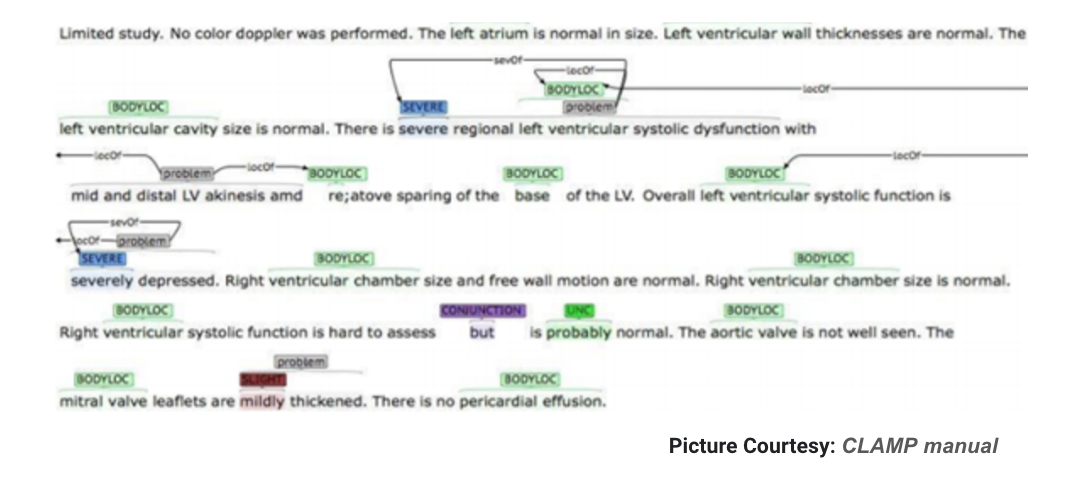 Limited study. No color doppler was performed. The left atrium is normal in size. Left ventricular wall thicknesses are normal. The
sevOf
locOf
BODYLOC locOf
BODYLOC SEVERE problem
left ventricular cavity size is normal. There is severe regional left ventricular systolic dysfunction with
locOf locOf locOf
problem BODYLOC BODYLOC BODYLOC
mid and distal LV akinesis amd re;atove sparing of the base of the LV. Overall left ventricular systolic function is
sevOf
ocOf problem
SEVERE BODYLOC BODYLOC
severely depressed. Right ventricular chamber size and free wall motion are normal. Right ventricular chamber size is normal.
BODYLOC CONJUNCTION UNC BODYLOC
Right ventricular systolic function is hard to assess but is probably normal. The aortic valve is not well seen. The
problem
BODYLOC SLIGHT BODYLOC
mitral valve leaflets are mildly thickened. There is no pericardial effusion.
Picture Courtesy: CLAMP manual